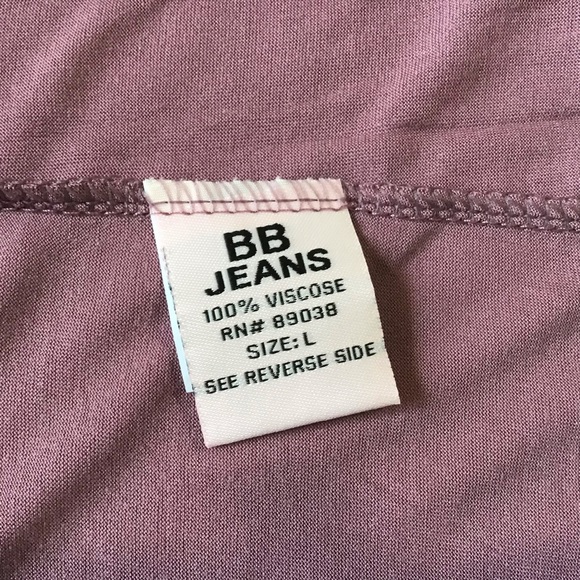 BB
JEANS
100% VISCOSE
RN# 89038
SIZE: L
SEE REVERSE SIDE